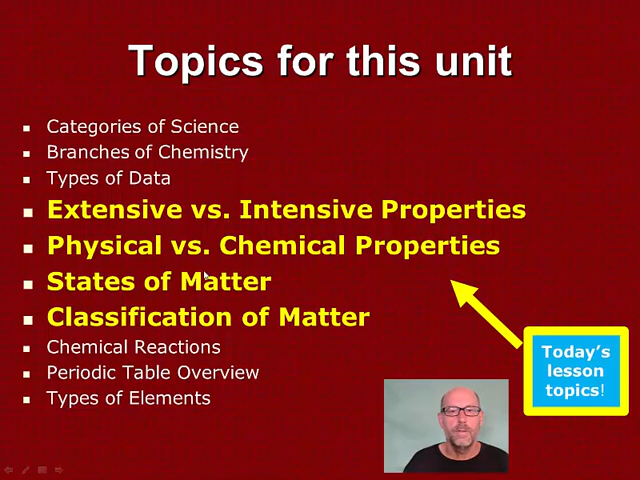 Topics for this unit
Categories of Science
Branches of Chemistry
Types of Data
Extensive vs. Intensive Properties
Physical vs. Chemical Properties
States of Matter
Classification of Matter
Chemical Reactions
Periodic Table Overview
Types of Elements
Today's
lesson
topics!